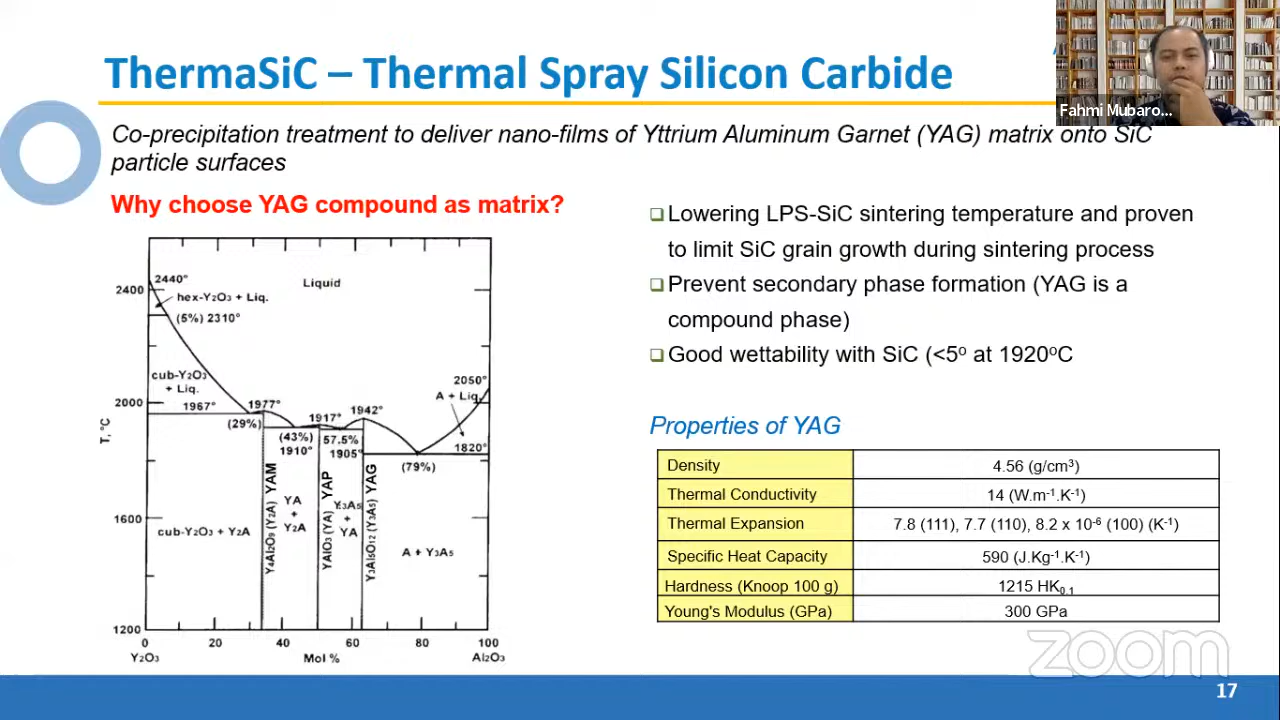 ThermaSiC – Thermal Spray Silicon Carbide
Fahmi Mubaro...
Co-precipitation treatment to deliver nano-films of Yttrium Aluminum Garnet (YAG) matrix onto SiC
particle surfaces
Why choose YAG compound as matrix?
2440°
Liquid
2400
hex-Y2O3 + Liq.
(5%) 2310°
cub-Y2O3
+ Liq.
2050°
A + Liq.
2000
1967°
1977°
1917°
1942°
T, °C
(29%)
(43%)
1910°
57.5%
1905°
1820°
(79%)
Y4Al2O9 (Y2A) YAM
YA
+
Y2A
YAlO3 (YA) YAP
Y3A5
+
YA
Y3Al5O12 (Y3A5) YAG
1600
cub-Y2O3 + Y2A
A + Y3A5
1200
0
20
40
60
80
100
Y2O3
Mol %
Al2O3
Lowering LPS-SiC sintering temperature and proven
to limit SiC grain growth during sintering process
Prevent secondary phase formation (YAG is a
compound phase)
Good wettability with SiC (<5º at 1920ºC
Properties of YAG
Density 4.56 (g/cm³)
Thermal Conductivity 14 (W.m⁻¹.K⁻¹)
Thermal Expansion 7.8 (111), 7.7 (110), 8.2 x 10⁻⁶ (100) (K⁻¹)
Specific Heat Capacity 590 (J.Kg⁻¹.K⁻¹)
Hardness (Knoop 100 g) 1215 HK₀.₁
Young's Modulus (GPa) 300 GPa
zoom
17